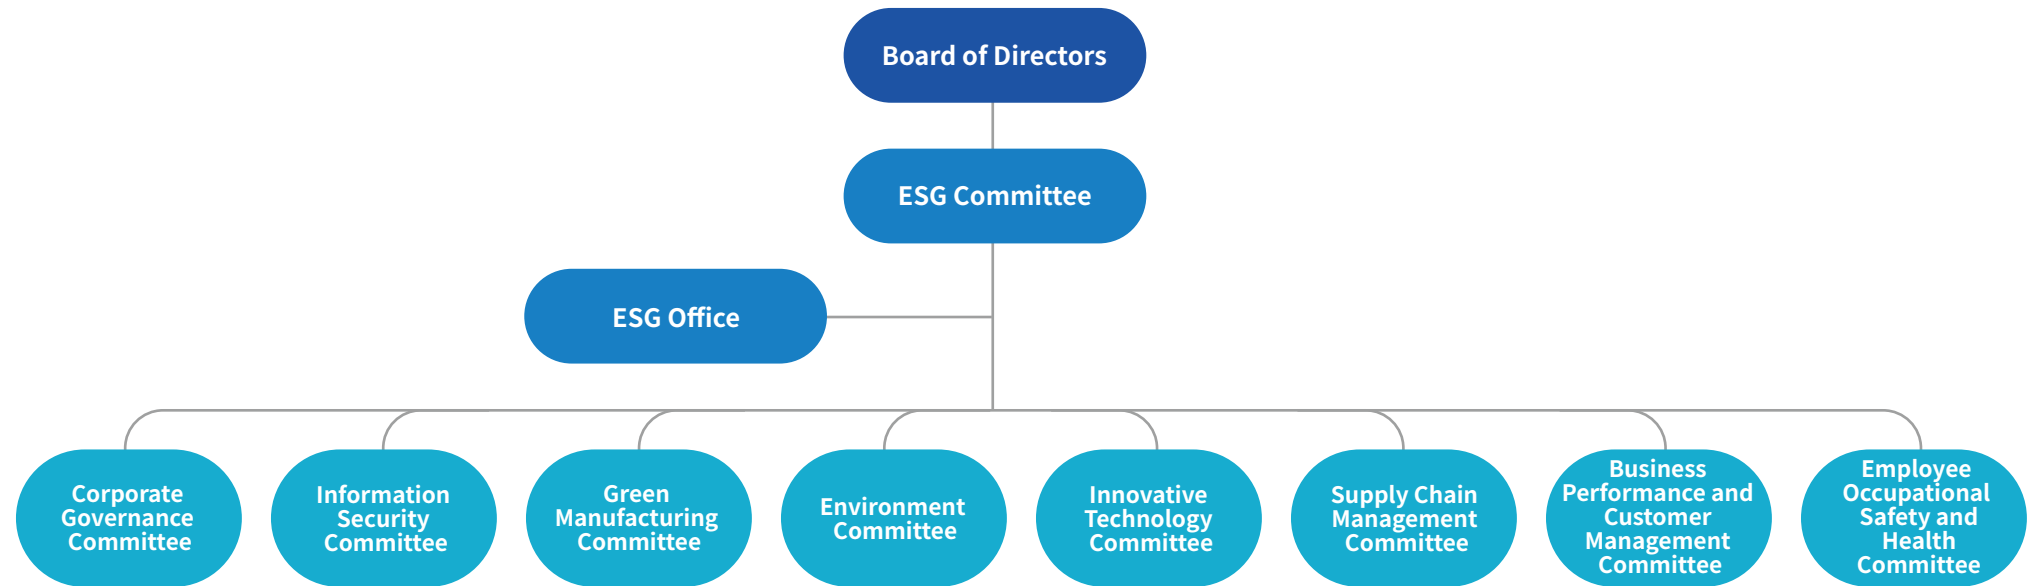 Board of Directors
ESG Committee
ESG Office
Corporate
Governance
Committee
Information
Security
Committee
Green
Manufacturing
Committee
Environment
Committee
Innovative
Technology
Committee
Supply Chain
Management
Committee
Business
Performance and
Customer
Management
Committee
Employee
Occupational
Safety and
Health
Committee